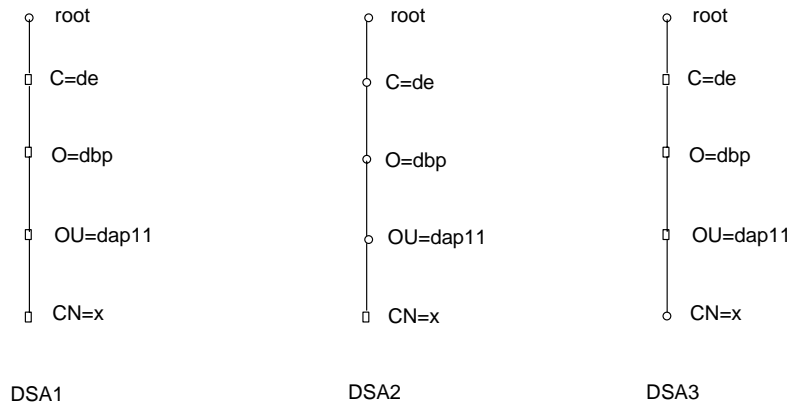 root
C=de
O=dbp
OU=dap11
CN=x
DSA1
root
C=de
O=dbp
OU=dap11
CN=x
DSA2
root
C=de
O=dbp
OU=dap11
CN=x
DSA3